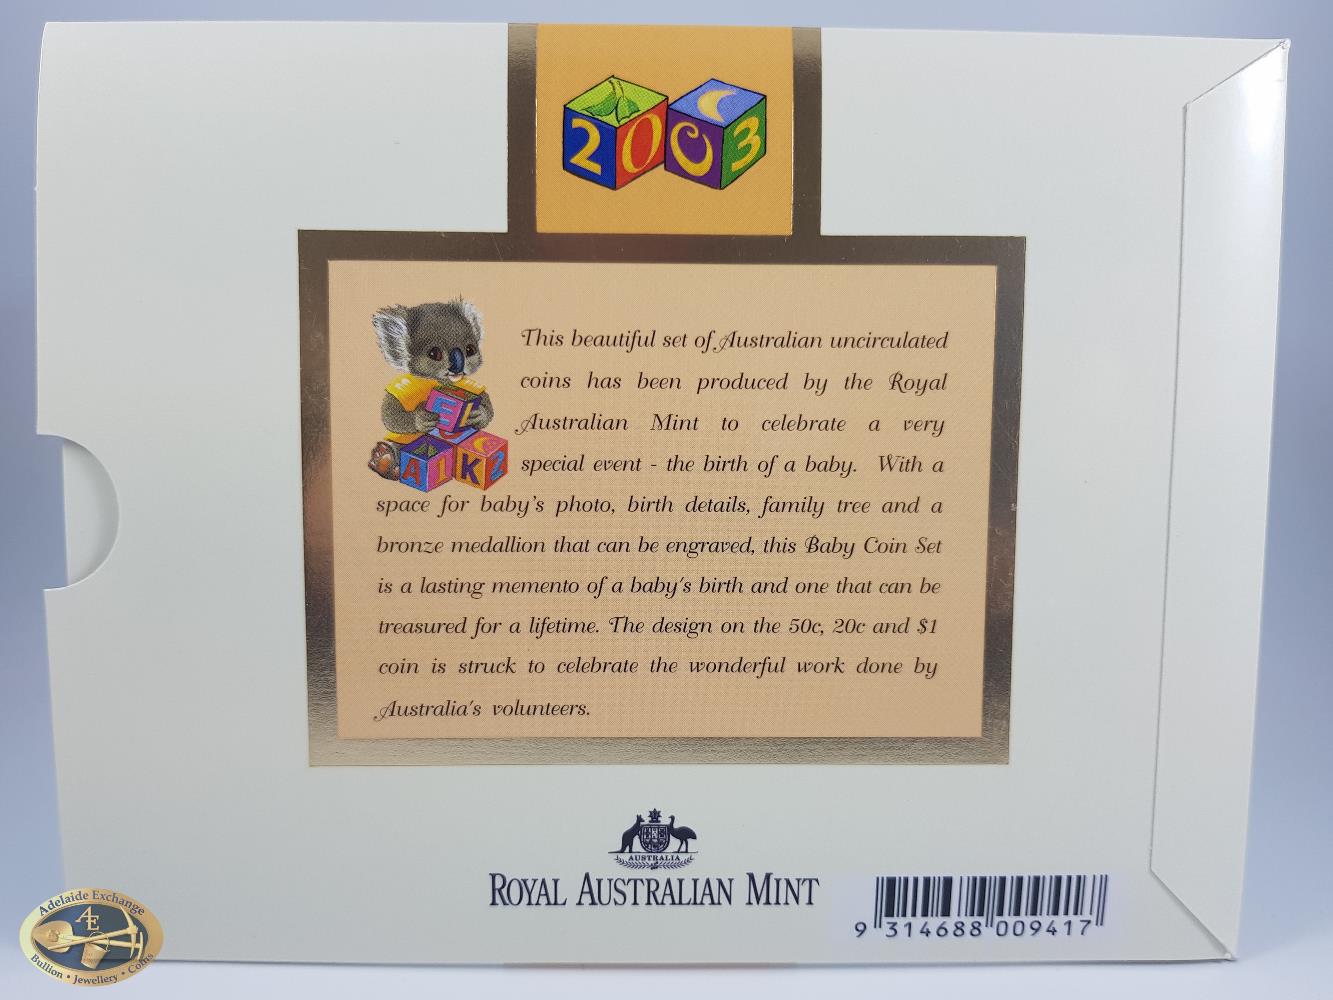 2003
This beautiful set of Australian uncirculated
coins has been produced by the Royal
Australian Mint to celebrate a very
special event - the birth of a baby. With a
space for baby's photo, birth details, family tree and a
bronze medallion that can be engraved, this Baby Coin Set
is a lasting memento of a baby's birth and one that can be
treasured for a lifetime. The design on the 50c, 20c and $1
coin is struck to celebrate the wonderful work done by
Australia's volunteers.
E L
A 1 K 2
AUSTRALIA
ROYAL AUSTRALIAN MINT
9 314688 009417
Adelaide Exchange
AE
Bullion • Jewellery • Coins